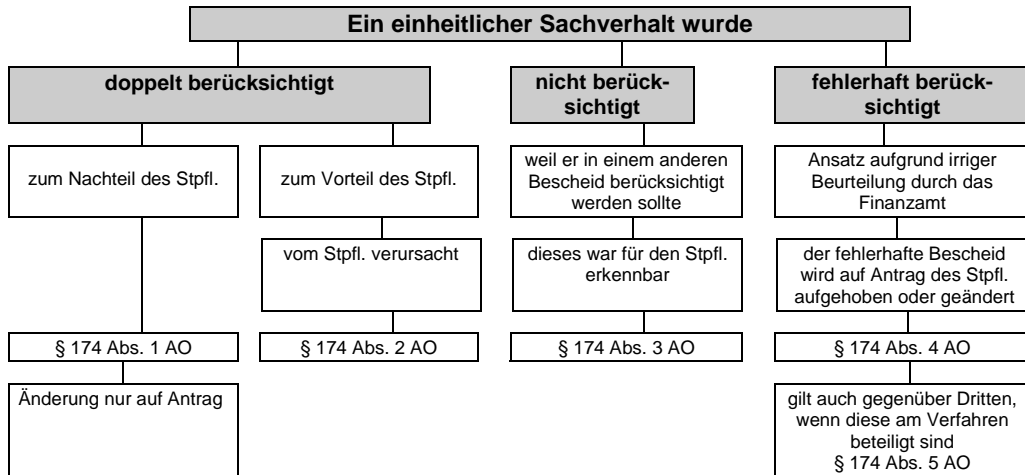 Ein einheitlicher Sachverhalt wurde
doppelt berücksichtigt
zum Nachteil des Stpfl.
§ 174 Abs. 1 AO
Änderung nur auf Antrag
zum Vorteil des Stpfl.
vom Stpfl. verursacht
§ 174 Abs. 2 AO
nicht berück-
sichtigt
weil er in einem anderen
Bescheid berücksichtigt
werden sollte
dieses war für den Stpfl.
erkennbar
§ 174 Abs. 3 AO
fehlerhaft berück-
sichtigt
Ansatz aufgrund irriger
Beurteilung durch das
Finanzamt
der fehlerhafte Bescheid
wird auf Antrag des Stpfl.
aufgehoben oder geändert
§ 174 Abs. 4 AO
gilt auch gegenüber Dritten,
wenn diese am Verfahren
beteiligt sind
§ 174 Abs. 5 AO